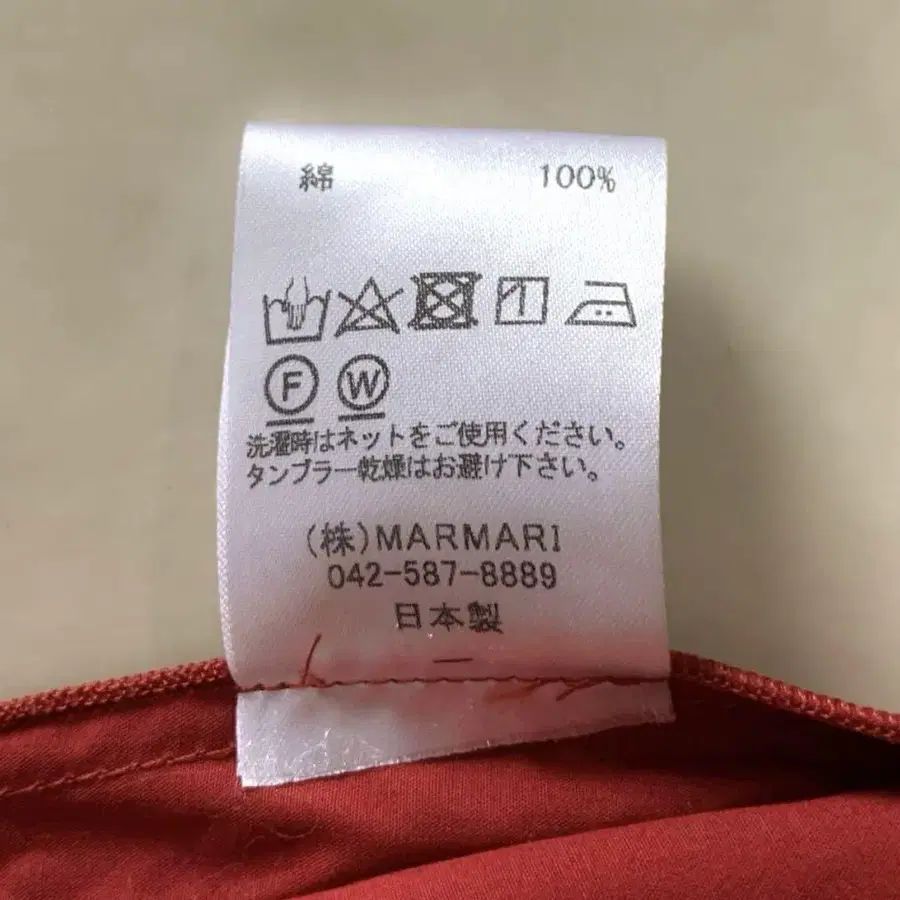 綿 100%
F W
洗濯時はネットをご使用ください。
タンブラー乾燥はお避け下さい。
(株)MARMARI
042-587-8889
日本製